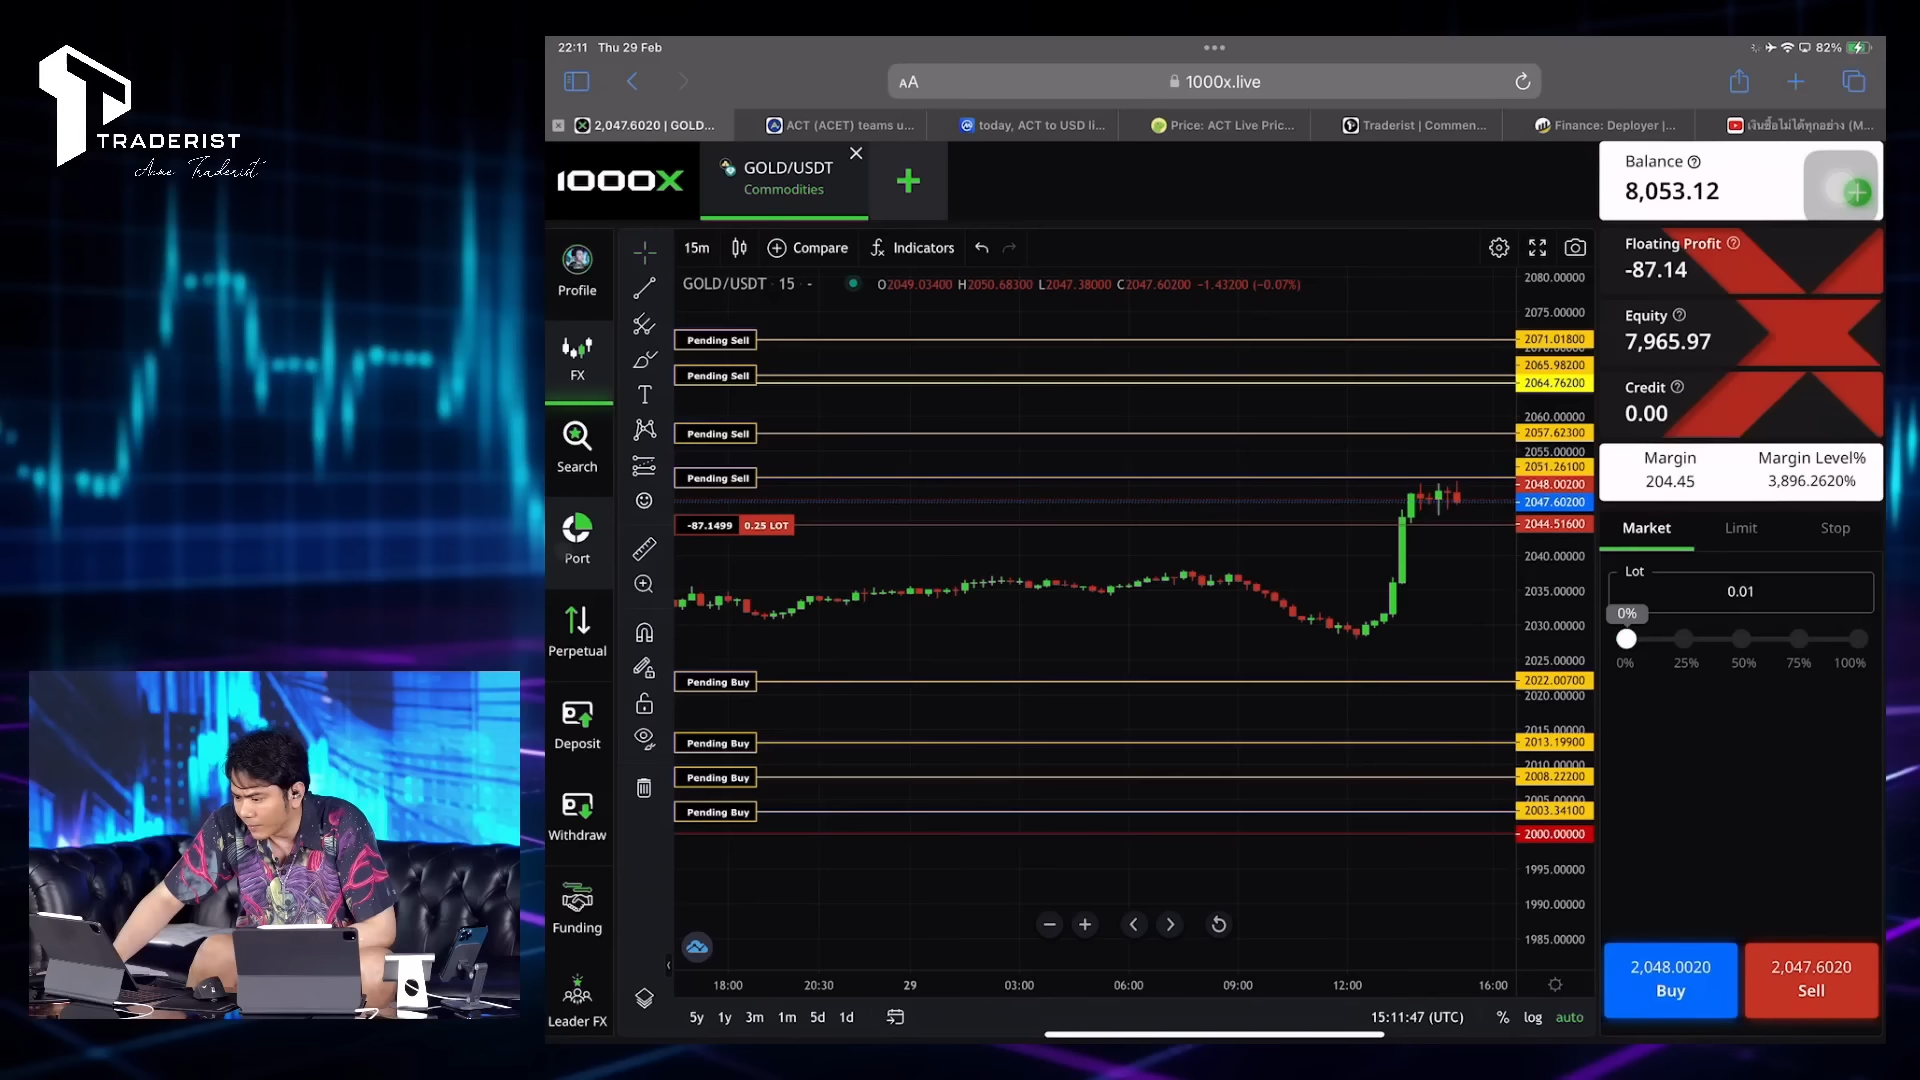 TRADERIST
Acme Traderist
22:11 Thu 29 Feb
82%
AA
1000x.live
2,047.6020 | GOLD...
ACT (ACET) teams u...
today, ACT to USD li...
Price: ACT Live Pric...
Traderist | Commen...
Finance: Deployer |...
เงินซื้อไม่ได้ทุกอย่าง (M...
1000X
GOLD/USDT
Commodities
Balance
8,053.12
Floating Profit
-87.14
Equity
7,965.97
Credit
0.00
Margin
204.45
Margin Level%
3,896.2620%
Market
Limit
Stop
Lot
0.01
0%
0%
25%
50%
75%
100%
2,048.0020
Buy
2,047.6020
Sell
Profile
FX
Search
Port
Perpetual
Deposit
Withdraw
Funding
Leader FX
15m
Compare
Indicators
GOLD/USDT · 15 · -
O2049.03400 H2050.68300 L2047.38000 C2047.60200 −1.43200 (−0.07%)
Pending Sell
Pending Sell
Pending Sell
Pending Sell
-87.1499 0.25 LOT
Pending Buy
Pending Buy
Pending Buy
Pending Buy
2080.00000
2075.00000
2071.01800
2065.98200
2064.76200
2060.00000
2057.62300
2055.00000
2051.26100
2048.00200
2047.60200
2044.51600
2040.00000
2035.00000
2030.00000
2025.00000
2022.00700
2020.00000
2015.00000
2013.19900
2010.00000
2008.22200
2005.00000
2003.34100
2000.00000
1995.00000
1990.00000
1985.00000
18:00
20:30
29
03:00
06:00
09:00
12:00
16:00
5y 1y 3m 1m 5d 1d
15:11:47 (UTC)
% log auto